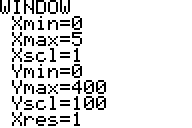 WINDOW
Xmin=0
Xmax=5
Xscl=1
Ymin=0
Ymax=400
Yscl=100
Xres=1